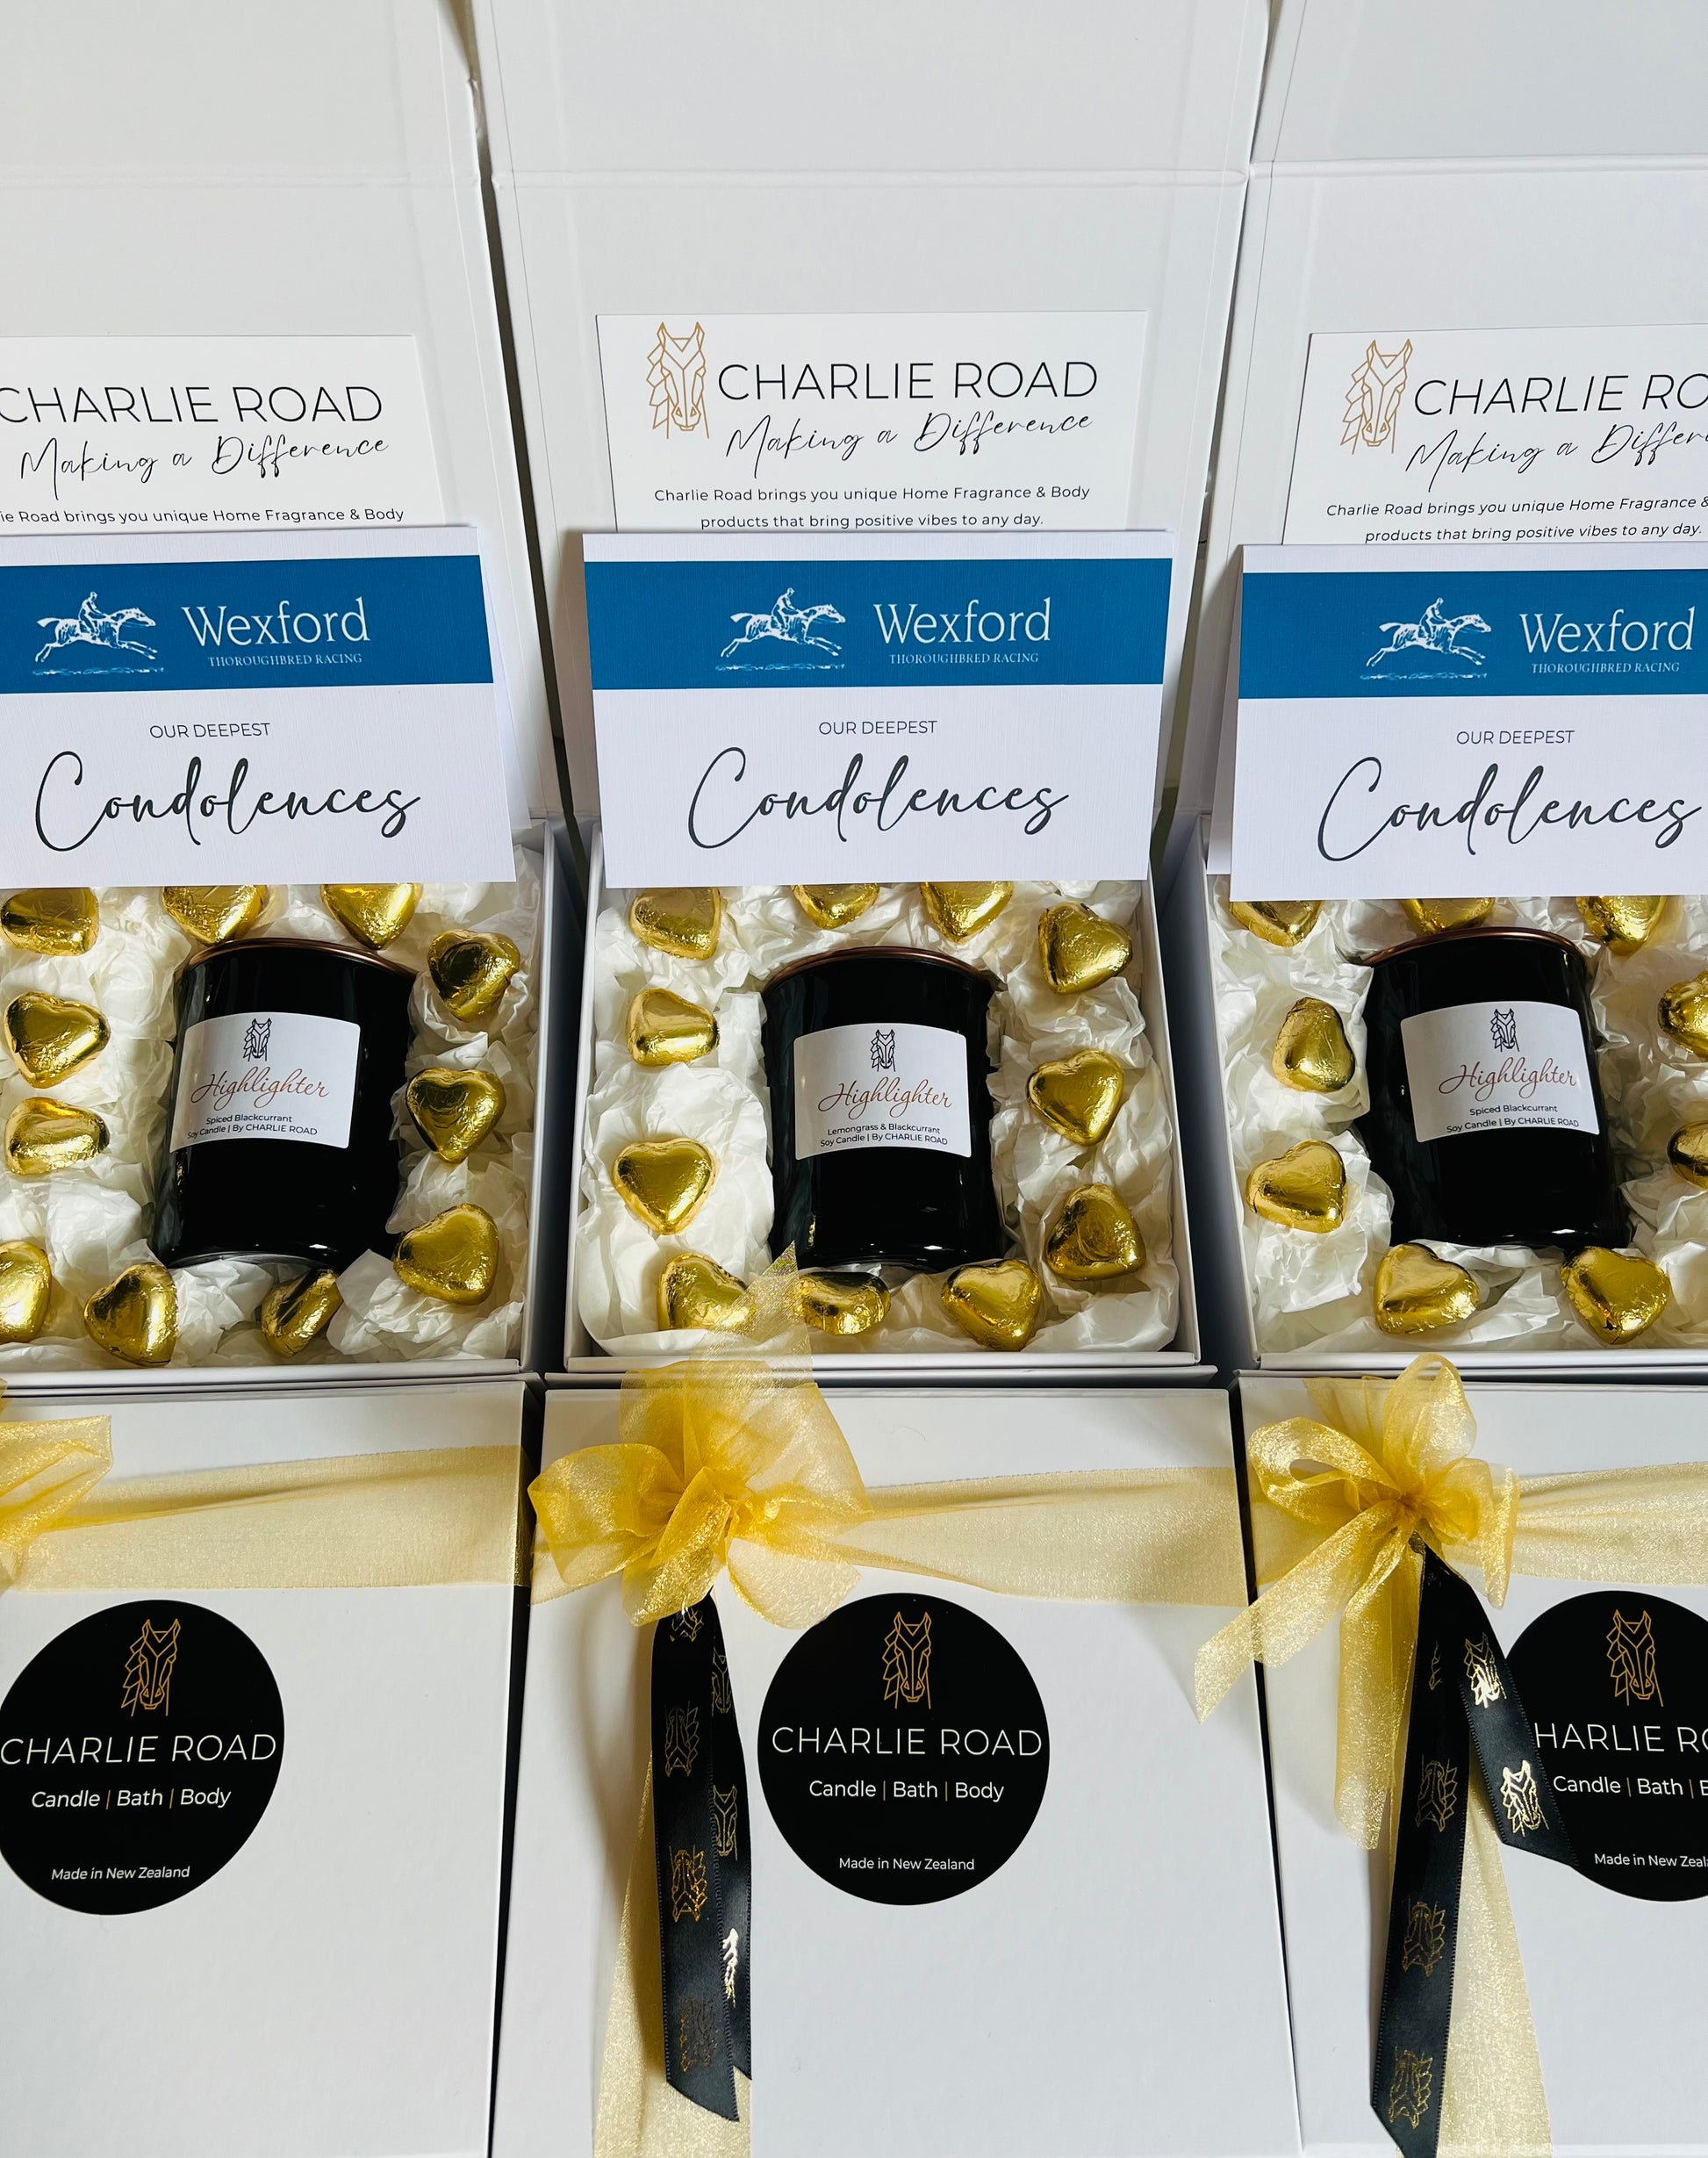 CHARLIE ROAD
Making a Difference
ie Road brings you unique Home Fragrance & Body
Wexford
THOROUGHBRED RACING
OUR DEEPEST
Condolences
Highlighter
Spiced Blackcurrant
Soy Candle | By CHARLIE ROAD
CHARLIE ROAD
Candle | Bath | Body
Made in New Zealand
CHARLIE ROAD
Making a Difference
Charlie Road brings you unique Home Fragrance & Body
products that bring positive vibes to any day.
Wexford
THOROUGHBRED RACING
OUR DEEPEST
Condolences
Highlighter
Lemongrass & Blackcurrant
Soy Candle | By CHARLIE ROAD
CHARLIE ROAD
Candle | Bath | Body
Made in New Zealand
CHARLIE RO
Making a Differ
Charlie Road brings you unique Home Fragrance &
products that bring positive vibes to any day.
Wexford
THOROUGHBRED RACING
OUR DEEPEST
Condolences
Highlighter
Spiced Blackcurrant
Soy Candle | By CHARLIE ROAD
HARLIE RO
Candle | Bath | B
Made in New Zeal